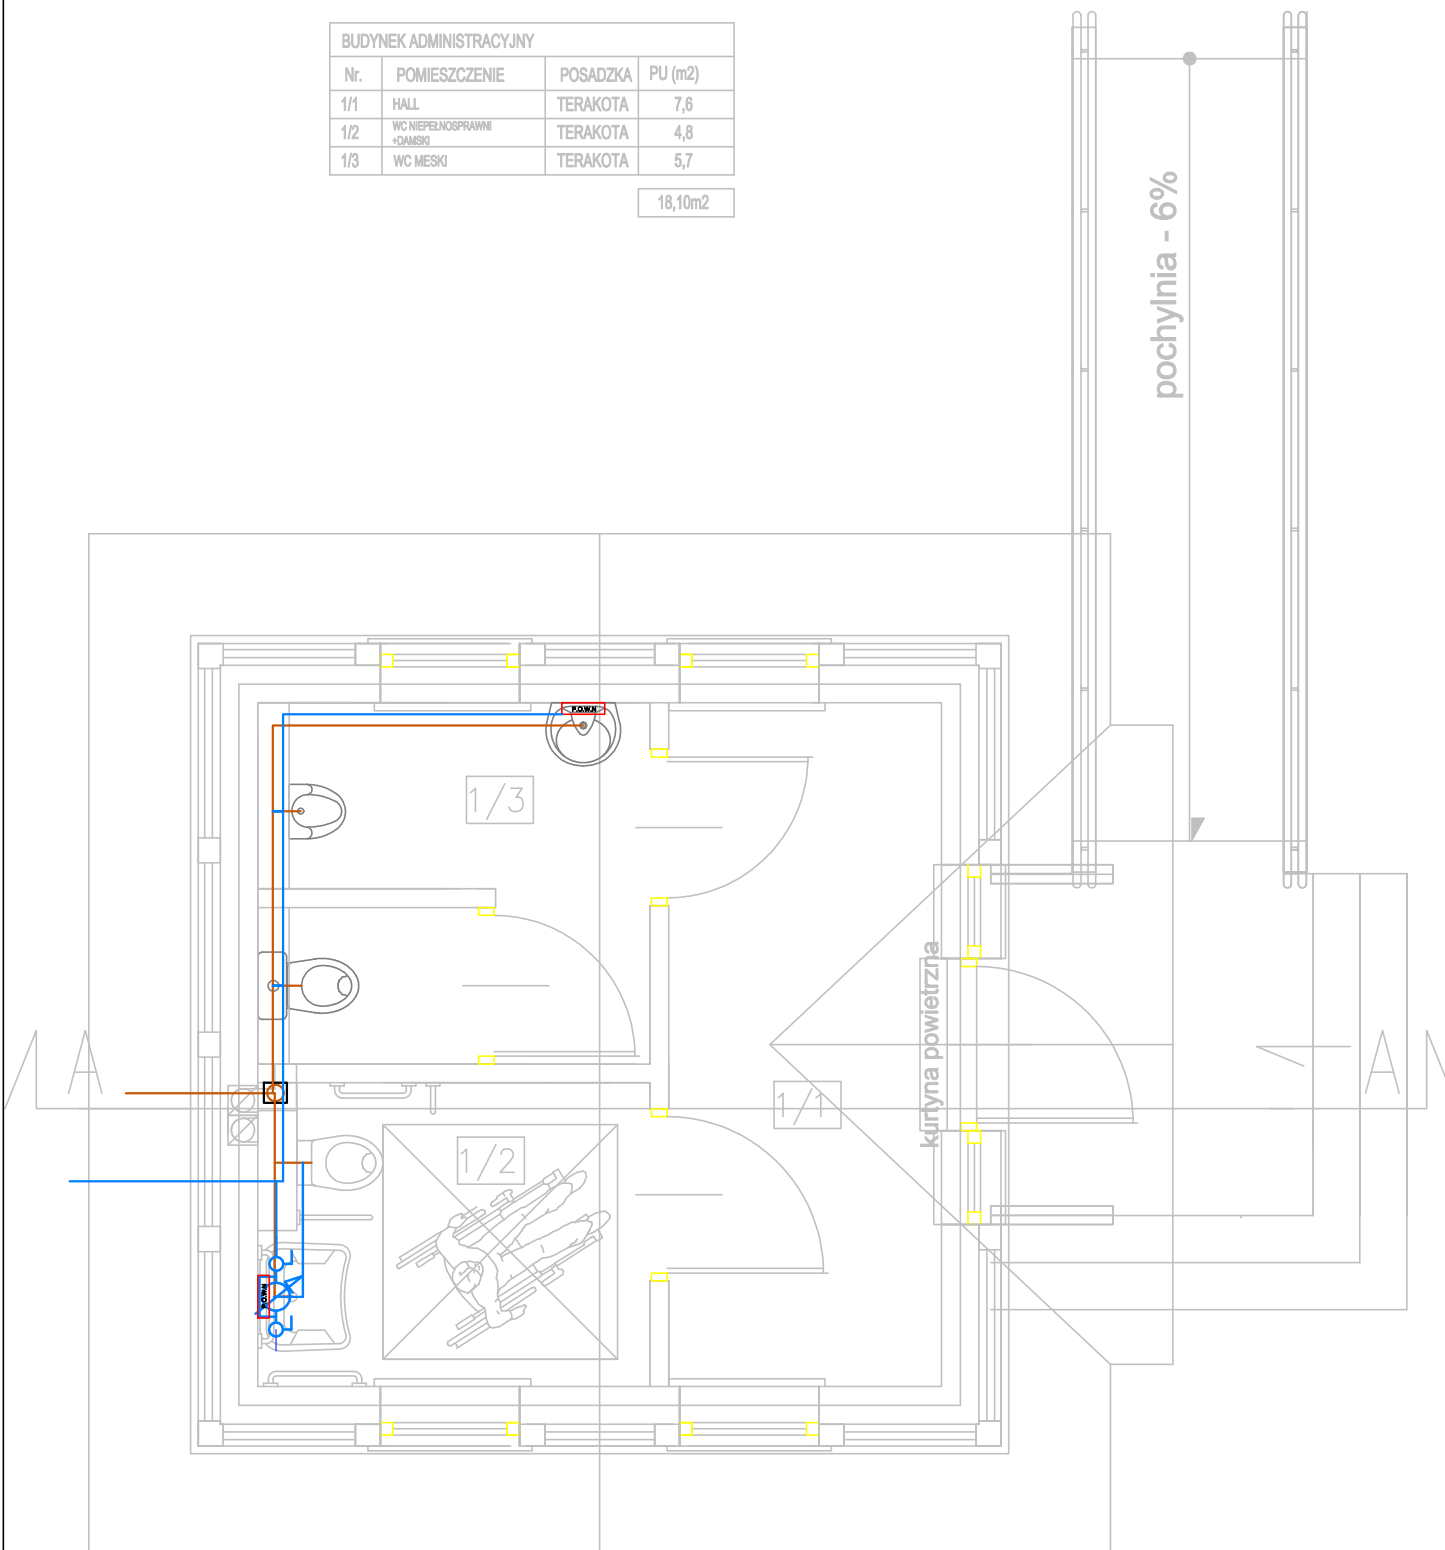 BUDYNEK ADMINISTRACYJNY
Nr. POMIESZCZENIE POSADZKA PU (m2)
1/1 HALL TERAKOTA 7,6
1/2 WC NIEPEŁNOSPRAWNI +DAMSKI TERAKOTA 4,8
1/3 WC MESKI TERAKOTA 5,7
18,10m2
pochylnia - 6%
P.O.W.N
1/3
kurtyna powietrzna
A
A
1/1
1/2
P.O.W.N